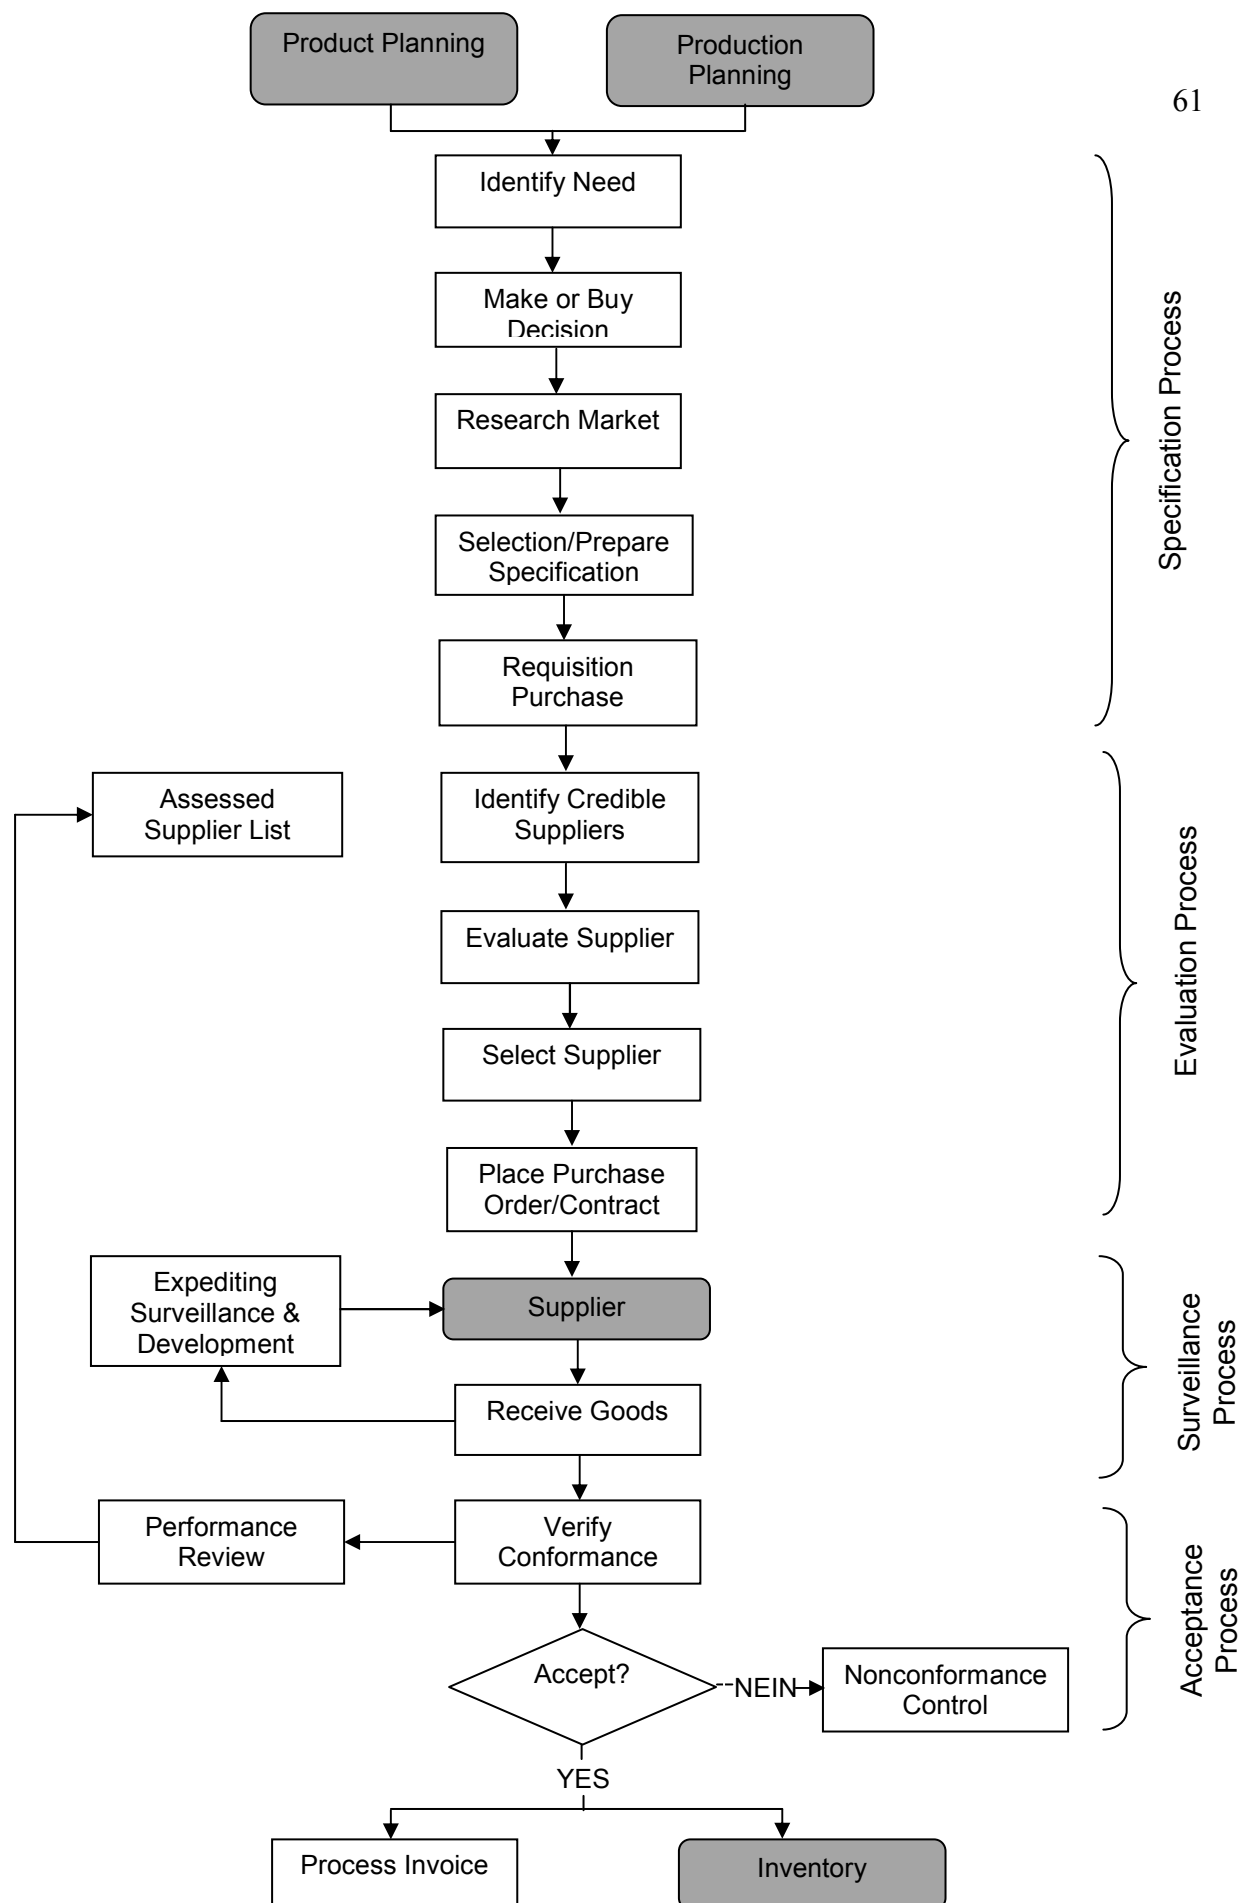 Product Planning
Production
Planning
61
Identify Need
Make or Buy
Decision
Research Market
Selection/Prepare
Specification
Requisition
Purchase
Specification Process
Assessed
Supplier List
Identify Credible
Suppliers
Evaluate Supplier
Select Supplier
Place Purchase
Order/Contract
Evaluation Process
Expediting
Surveillance &
Development
Supplier
Receive Goods
Surveillance
Process
Performance
Review
Verify
Conformance
Accept?
NEIN
Nonconformance
Control
Acceptance
Process
YES
Process Invoice
Inventory